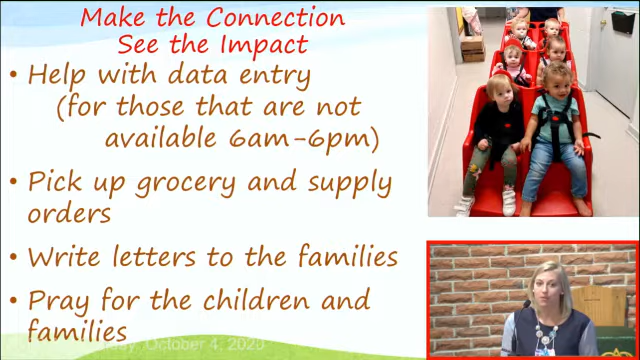 Make the Connection
See the Impact
• Help with data entry
(for those that are not
available 6am-6pm)
• Pick up grocery and supply
orders
• Write letters to the families
• Pray for the children and
families
October 4, 2020